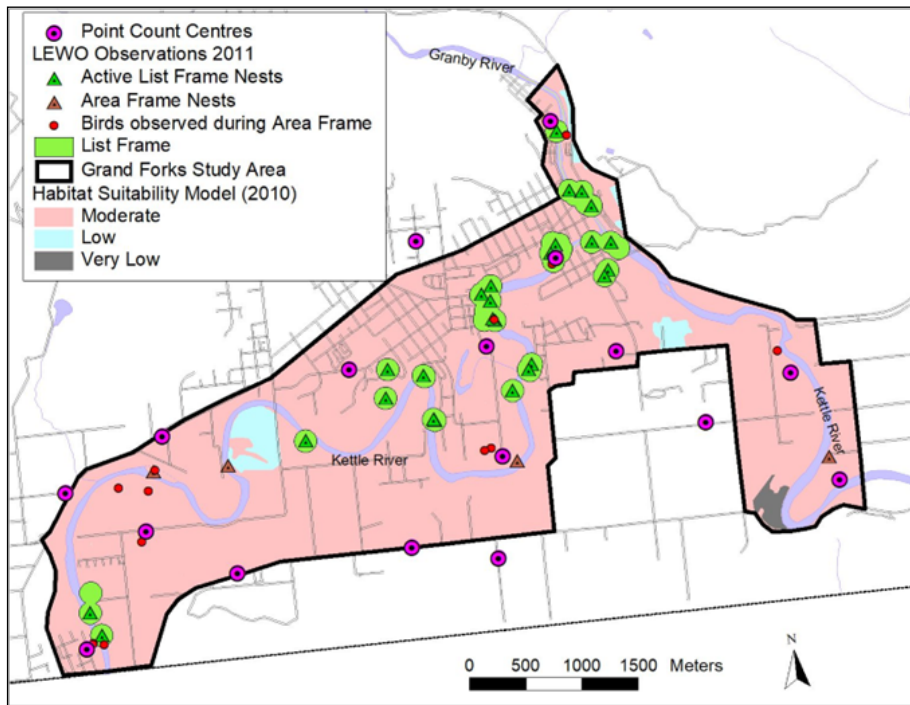 Point Count Centres
LEWO Observations 2011
Active List Frame Nests
Area Frame Nests
Birds observed during Area Frame
List Frame
Grand Forks Study Area
Habitat Suitability Model (2010)
Moderate
Low
Very Low
Granby River
Kettle River
Kettle River
N
0 500 1000 1500 Meters